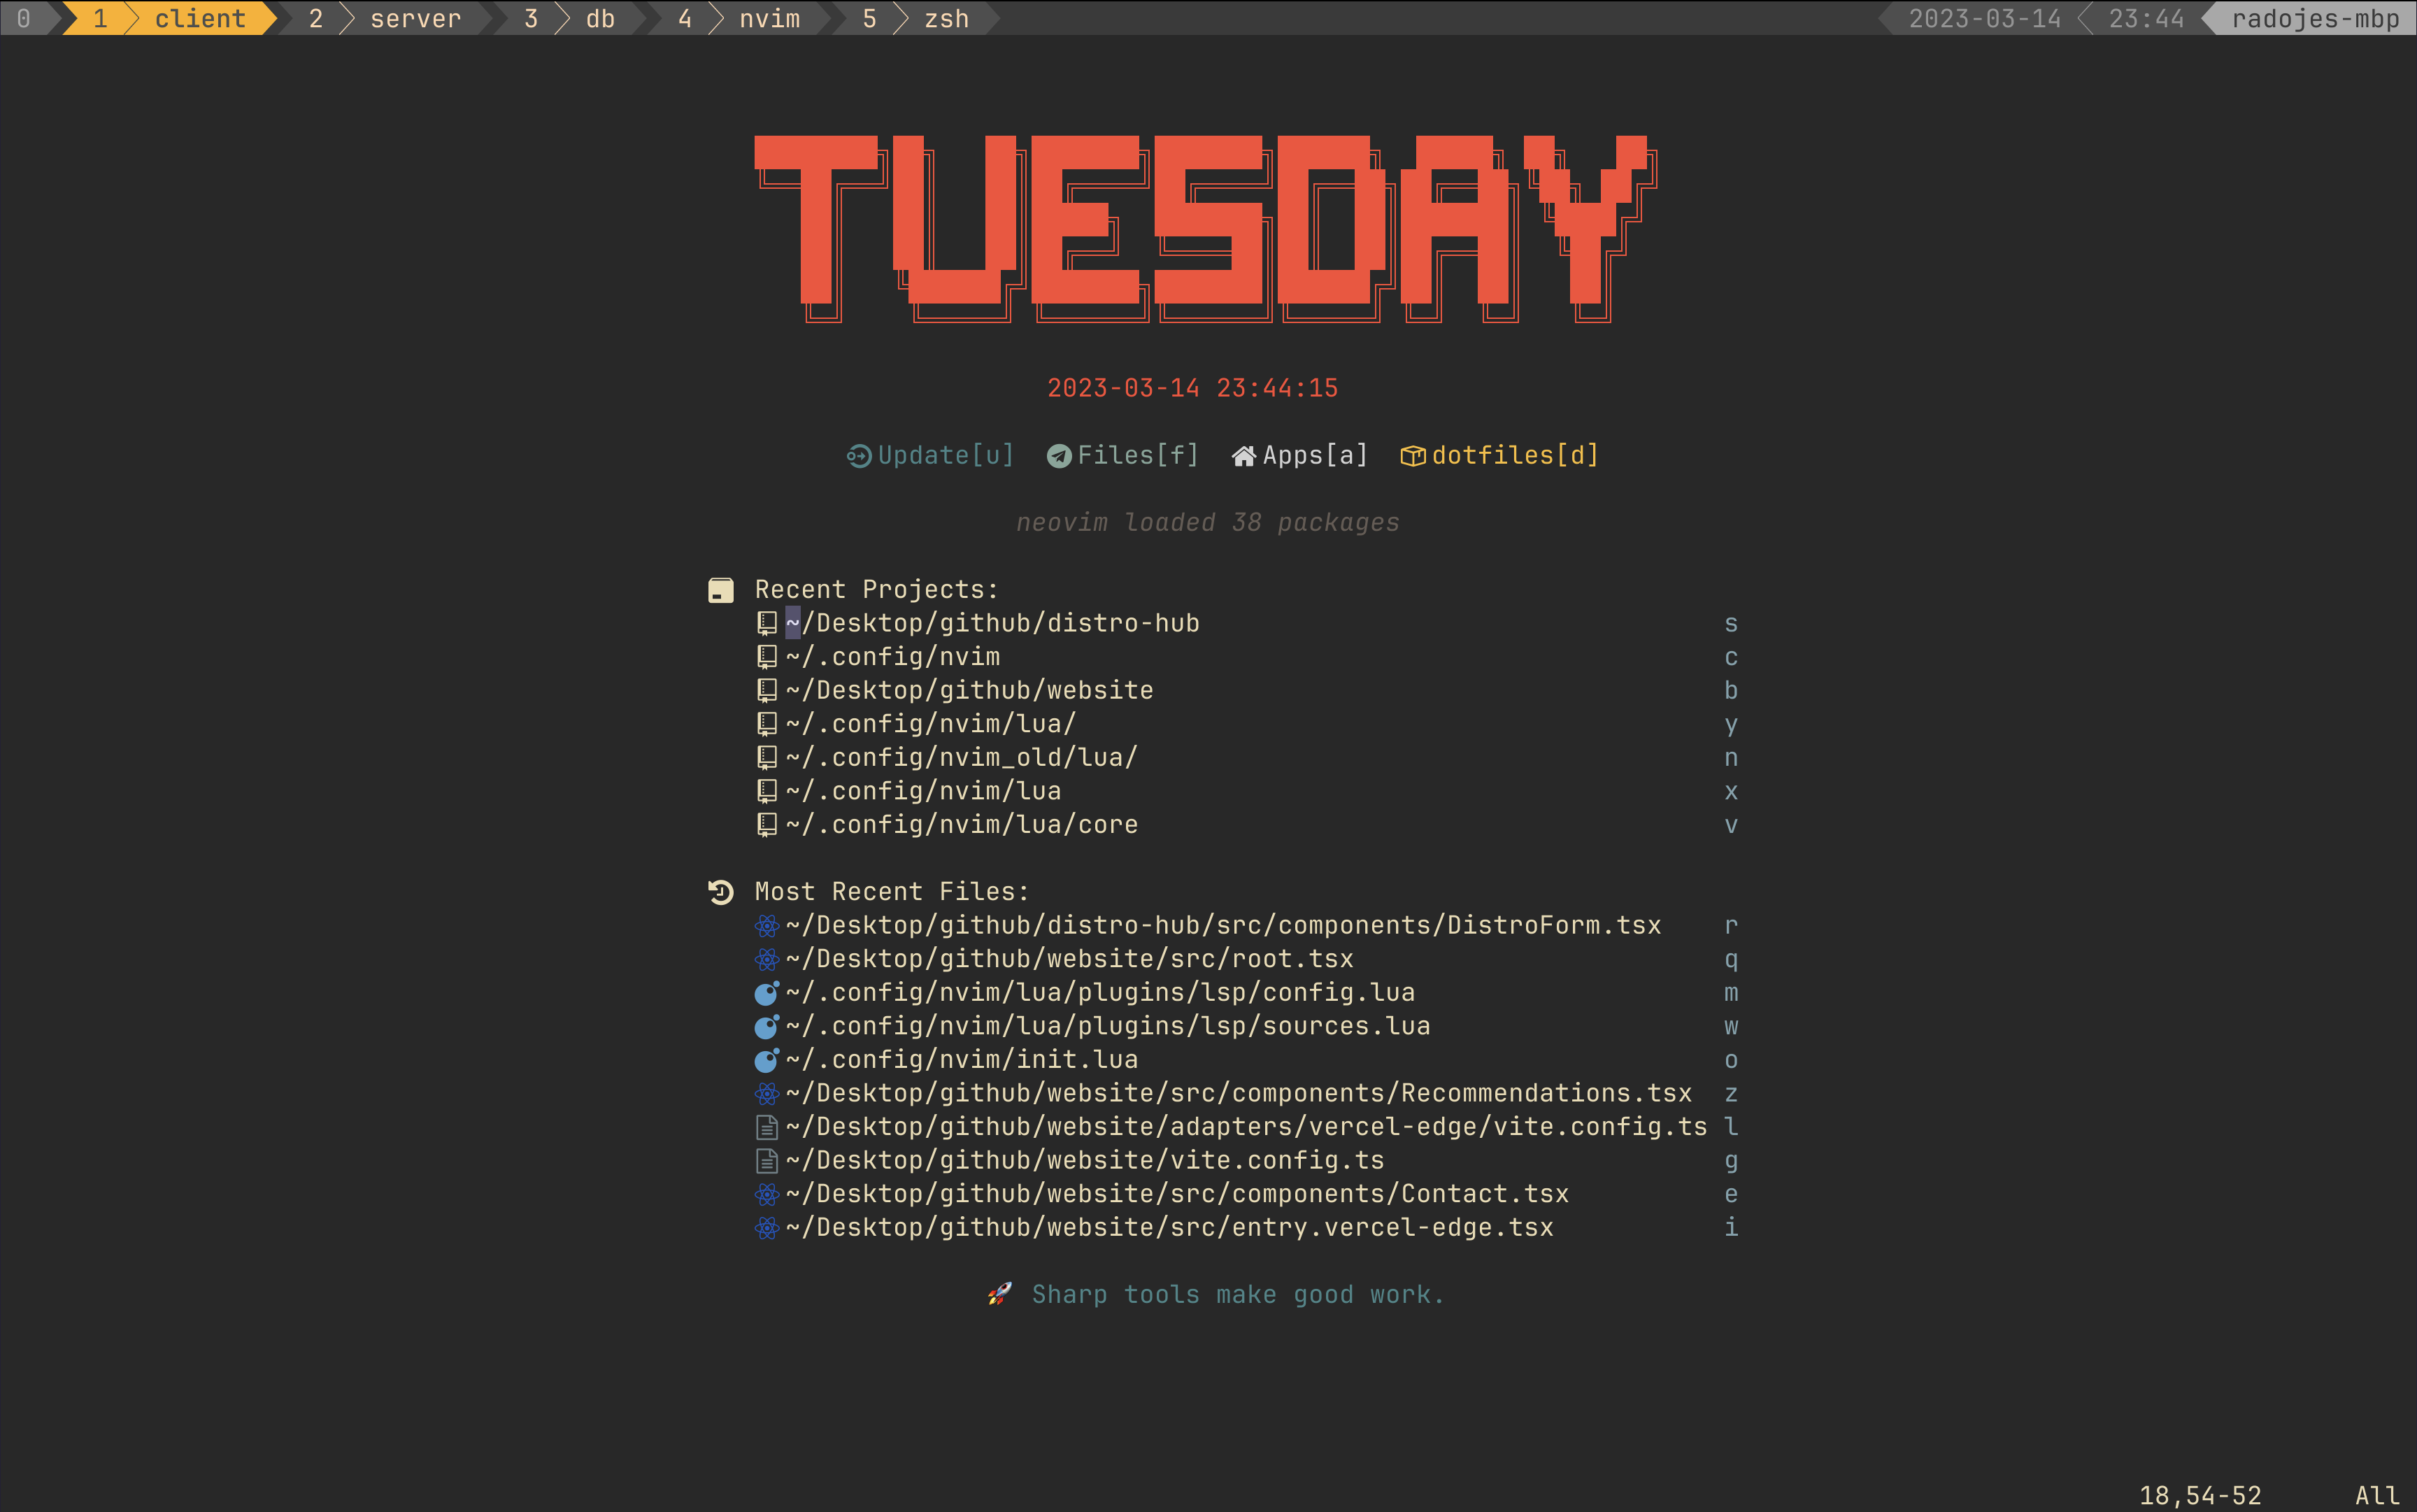 0 1 client 2 server 3 db 4 nvim 5 zsh 2023-03-14 23:44 radojes-mbp
TUESDAY
2023-03-14 23:44:15
Update[u] Files[f] Apps[a] dotfiles[d]
neovim loaded 38 packages
Recent Projects:
~/Desktop/github/distro-hub s
~/.config/nvim c
~/Desktop/github/website b
~/.config/nvim/lua/ y
~/.config/nvim_old/lua/ n
~/.config/nvim/lua x
~/.config/nvim/lua/core v
Most Recent Files:
~/Desktop/github/distro-hub/src/components/DistroForm.tsx r
~/Desktop/github/website/src/root.tsx q
~/.config/nvim/lua/plugins/lsp/config.lua m
~/.config/nvim/lua/plugins/lsp/sources.lua w
~/.config/nvim/init.lua o
~/Desktop/github/website/src/components/Recommendations.tsx z
~/Desktop/github/website/adapters/vercel-edge/vite.config.ts l
~/Desktop/github/website/vite.config.ts g
~/Desktop/github/website/src/components/Contact.tsx e
~/Desktop/github/website/src/entry.vercel-edge.tsx i
🚀 Sharp tools make good work.
18,54-52 All